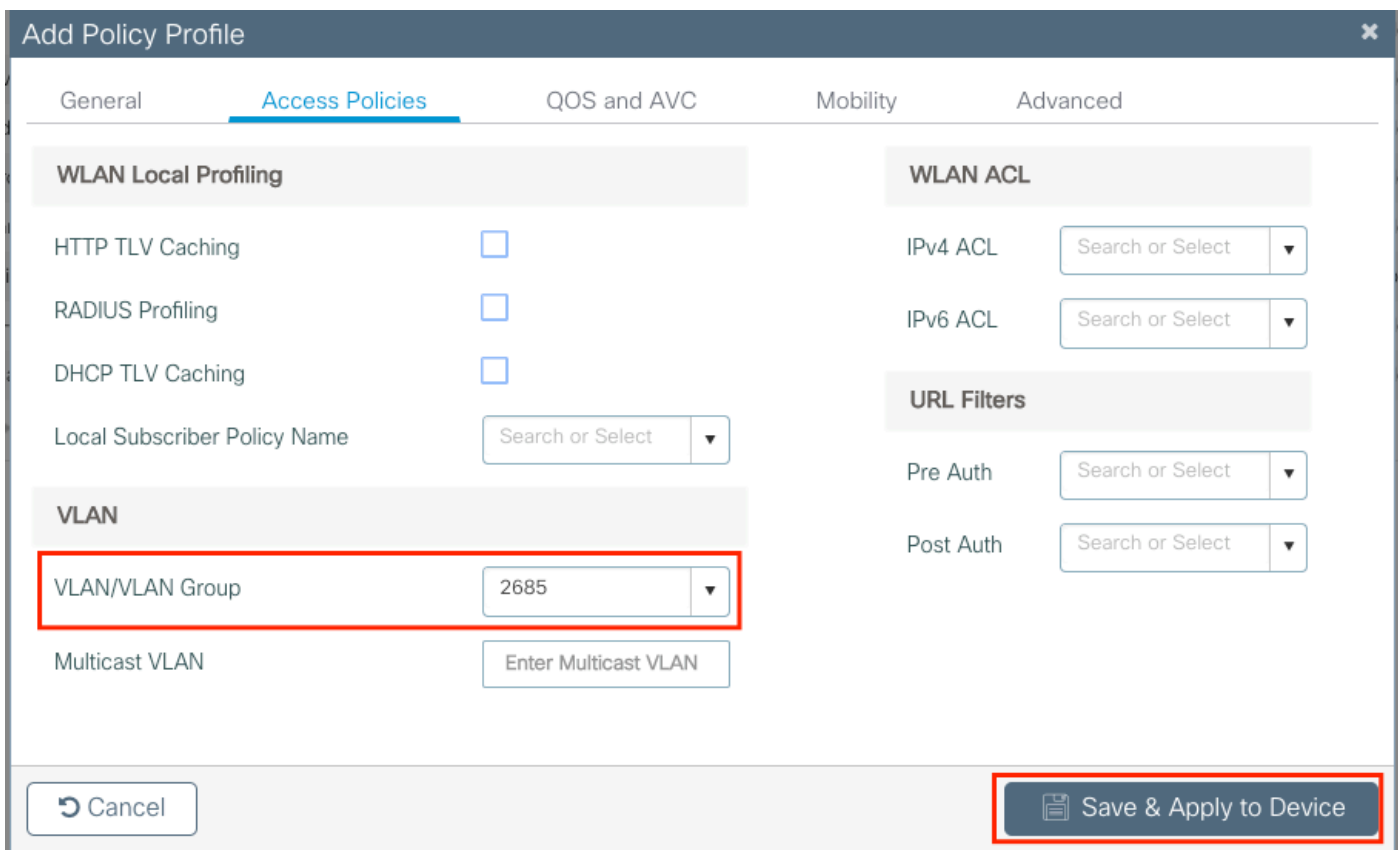 Add Policy Profile
General Access Policies QOS and AVC Mobility Advanced
WLAN Local Profiling
HTTP TLV Caching
RADIUS Profiling
DHCP TLV Caching
Local Subscriber Policy Name Search or Select
VLAN
VLAN/VLAN Group 2685
Multicast VLAN Enter Multicast VLAN
WLAN ACL
IPv4 ACL Search or Select
IPv6 ACL Search or Select
URL Filters
Pre Auth Search or Select
Post Auth Search or Select
Cancel
Save & Apply to Device